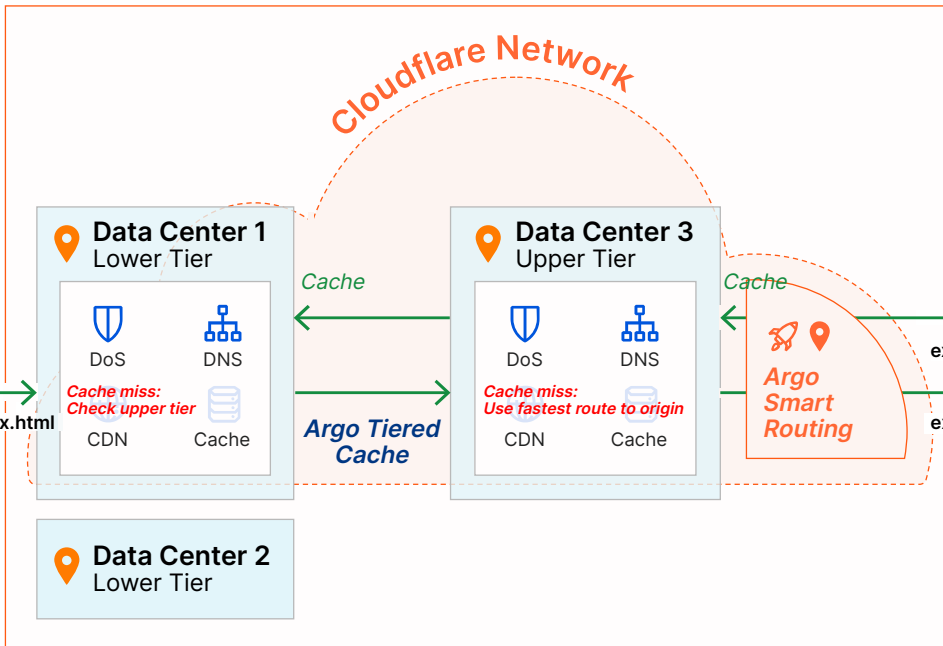 Cloudflare Network
Data Center 1
Lower Tier
DoS
DNS
Cache miss:
Check upper tier
CDN
Cache
x.html
Cache
Argo Tiered
Cache
Data Center 3
Upper Tier
DoS
DNS
Cache miss:
Use fastest route to origin
CDN
Cache
Cache
Argo
Smart
Routing
ex
ex
Data Center 2
Lower Tier